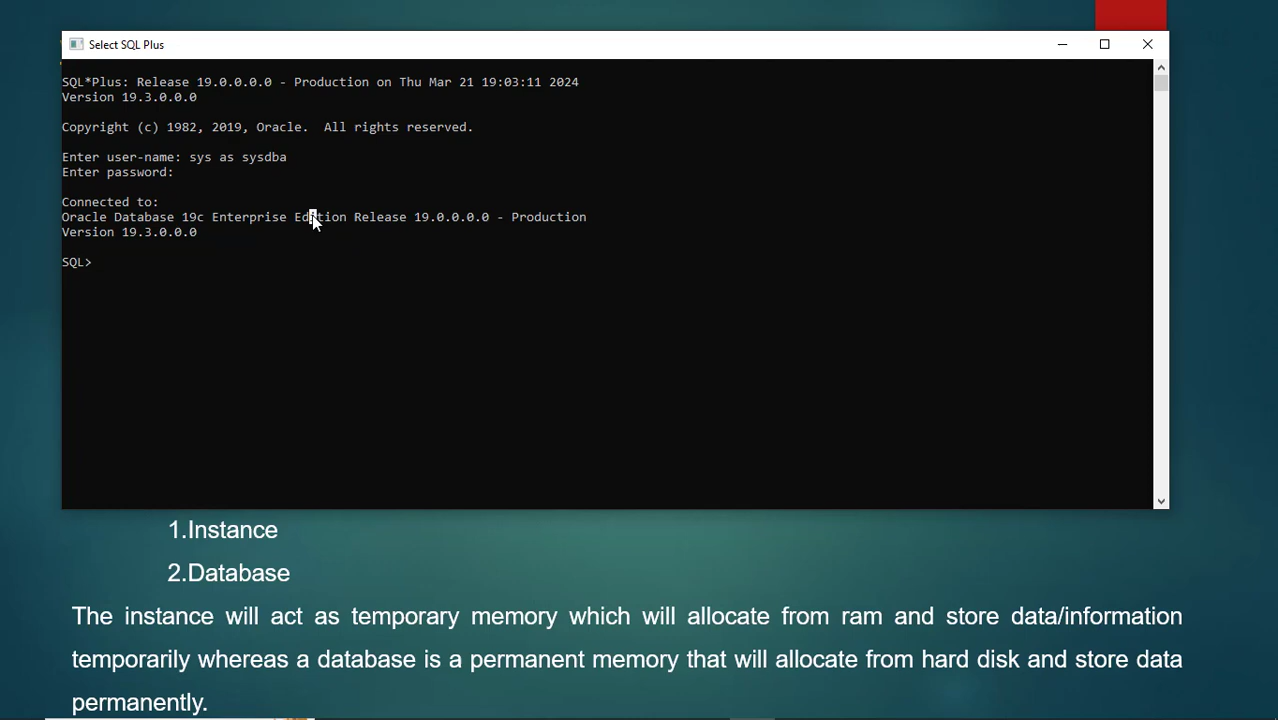 Select SQL Plus
SQL*Plus: Release 19.0.0.0.0 - Production on Thu Mar 21 19:03:11 2024
Version 19.3.0.0.0
Copyright (c) 1982, 2019, Oracle.  All rights reserved.
Enter user-name: sys as sysdba
Enter password:
Connected to:
Oracle Database 19c Enterprise Edition Release 19.0.0.0.0 - Production
Version 19.3.0.0.0
SQL>
1.Instance
2.Database
The instance will act as temporary memory which will allocate from ram and store data/information
temporarily whereas a database is a permanent memory that will allocate from hard disk and store data
permanently.